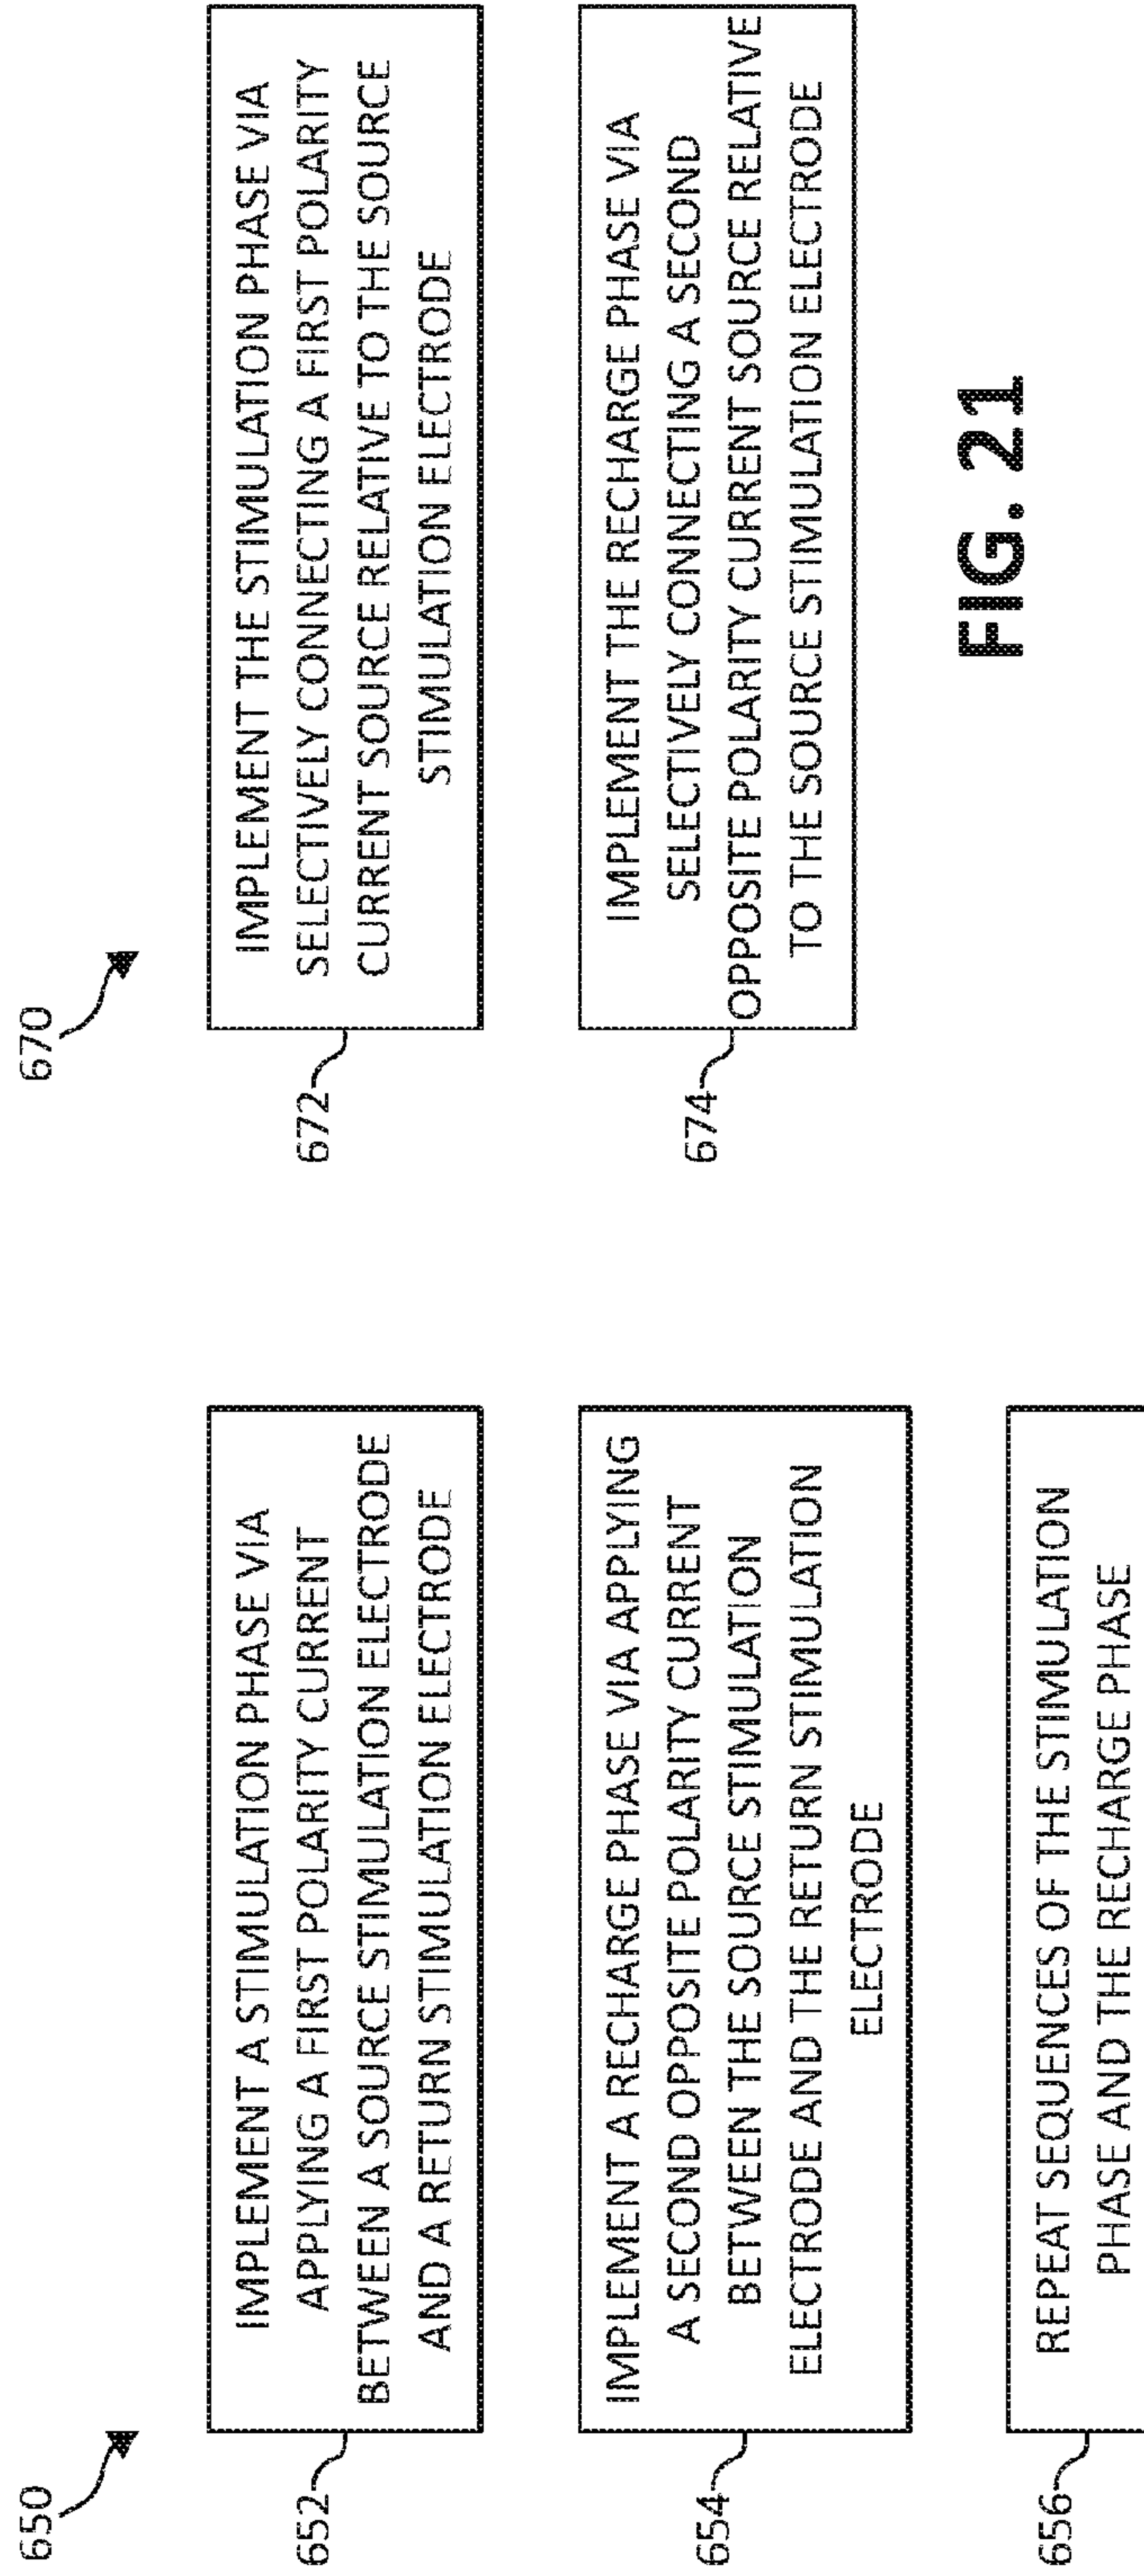 650
652
IMPLEMENT A STIMULATION PHASE VIA
APPLYING A FIRST POLARITY CURRENT
BETWEEN A SOURCE STIMULATION ELECTRODE
AND A RETURN STIMULATION ELECTRODE
654
IMPLEMENT A RECHARGE PHASE VIA APPLYING
A SECOND OPPOSITE POLARITY CURRENT
BETWEEN THE SOURCE STIMULATION
ELECTRODE AND THE RETURN STIMULATION
ELECTRODE
656
REPEAT SEQUENCES OF THE STIMULATION
PHASE AND THE RECHARGE PHASE
670
672
IMPLEMENT THE STIMULATION PHASE VIA
SELECTIVELY CONNECTING A FIRST POLARITY
CURRENT SOURCE RELATIVE TO THE SOURCE
STIMULATION ELECTRODE
674
IMPLEMENT THE RECHARGE PHASE VIA
SELECTIVELY CONNECTING A SECOND
OPPOSITE POLARITY CURRENT SOURCE RELATIVE
TO THE SOURCE STIMULATION ELECTRODE
FIG. 21